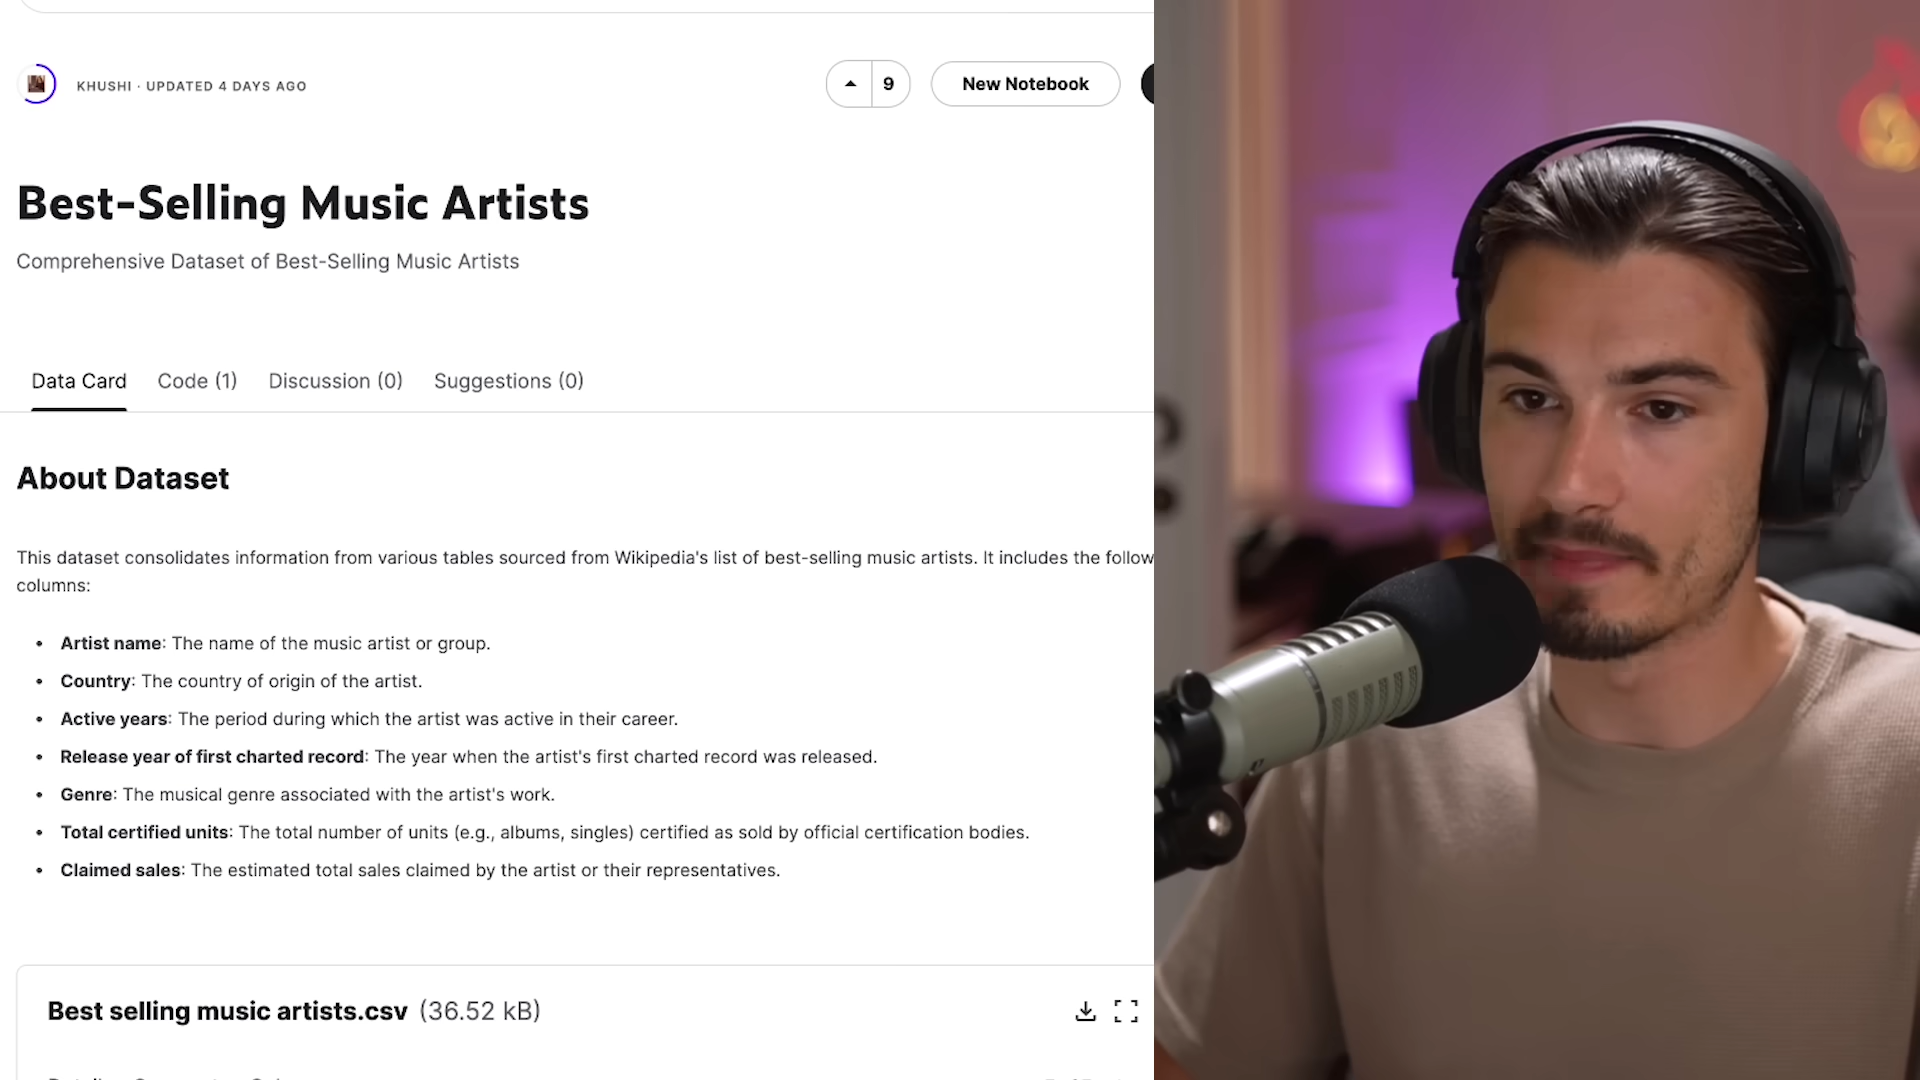 KHUSHI · UPDATED 4 DAYS AGO
9
New Notebook
Best-Selling Music Artists
Comprehensive Dataset of Best-Selling Music Artists
Data Card Code (1) Discussion (0) Suggestions (0)
About Dataset
This dataset consolidates information from various tables sourced from Wikipedia's list of best-selling music artists. It includes the follow
columns:
• Artist name: The name of the music artist or group.
• Country: The country of origin of the artist.
• Active years: The period during which the artist was active in their career.
• Release year of first charted record: The year when the artist's first charted record was released.
• Genre: The musical genre associated with the artist's work.
• Total certified units: The total number of units (e.g., albums, singles) certified as sold by official certification bodies.
• Claimed sales: The estimated total sales claimed by the artist or their representatives.
Best selling music artists.csv (36.52 kB)